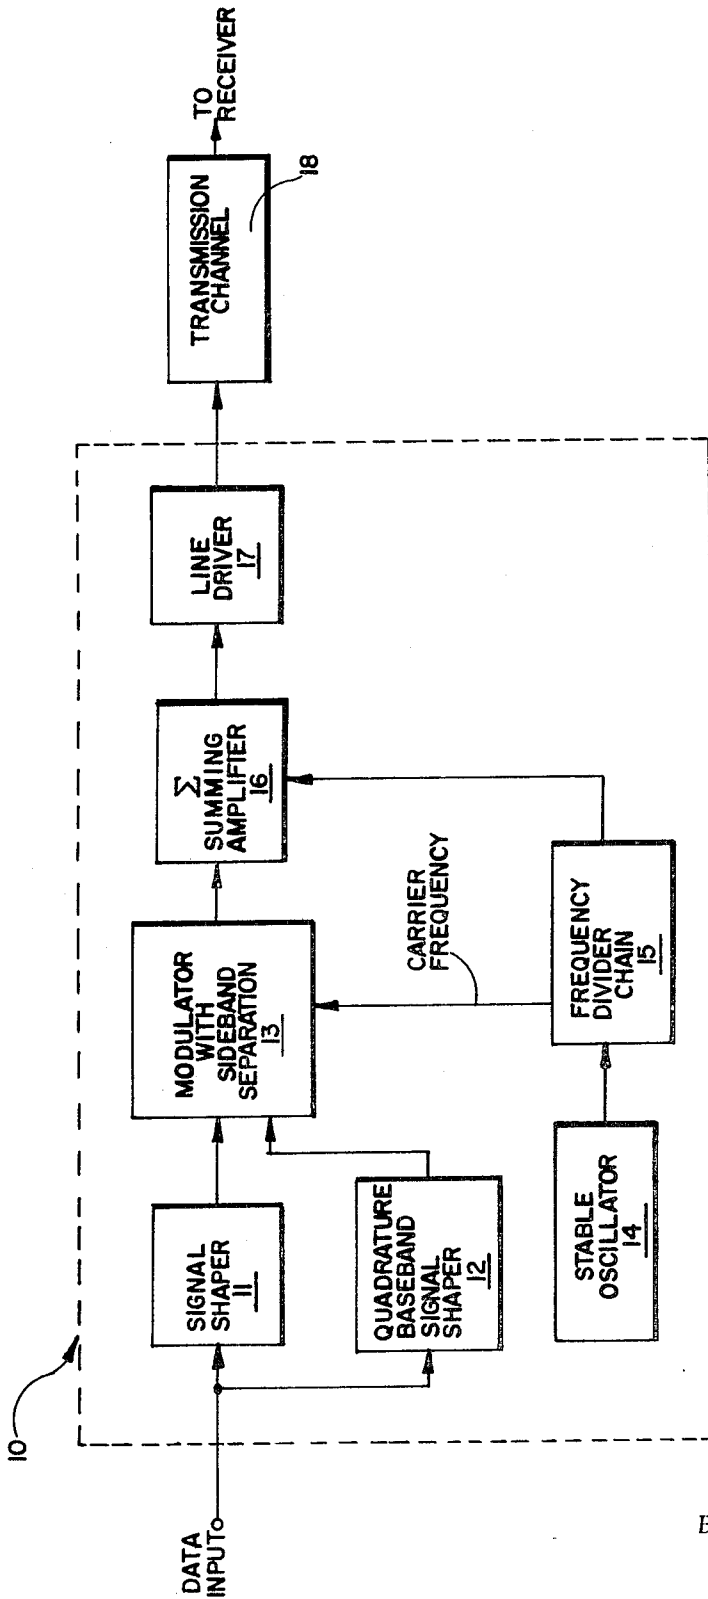 10
DATA
INPUT
SIGNAL
SHAPER
11
QUADRATURE
BASEBAND
SIGNAL
SHAPER
12
MODULATOR
WITH
SIDEBAND
SEPARATION
13
STABLE
OSCILLATOR
14
FREQUENCY
DIVIDER
CHAIN
15
CARRIER
FREQUENCY
Σ
SUMMING
AMPLIFIER
16
LINE
DRIVER
17
TRANSMISSION
CHANNEL
18
TO
RECEIVER